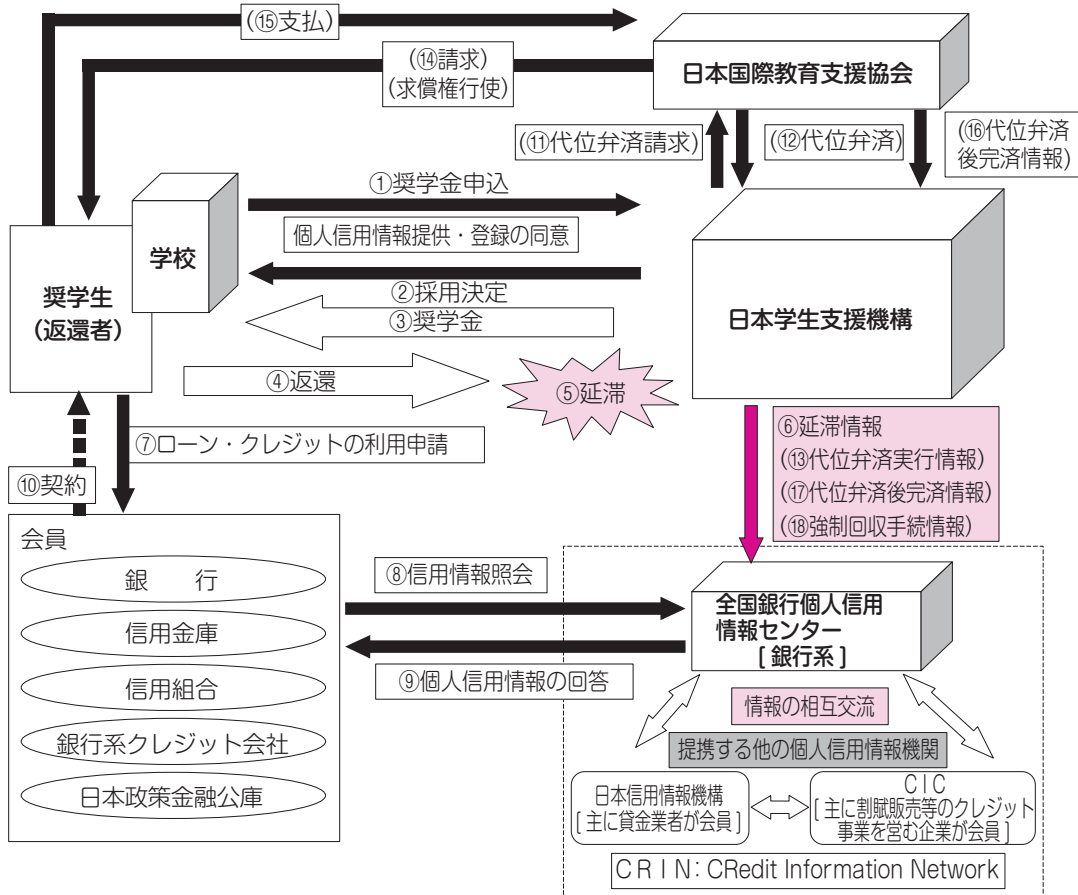 (⑮支払)
(⑭請求)
(求償権行使)
日本国際教育支援協会
(⑪代位弁済請求)
(⑫代位弁済)
(⑯代位弁済
後完済情報)
①奨学金申込
個人信用情報提供・登録の同意
学校
奨学生
(返還者)
②採用決定
③奨学金
日本学生支援機構
④返還
⑤延滞
⑥延滞情報
(⑬代位弁済実行情報)
(⑰代位弁済後完済情報)
(⑱強制回収手続情報)
⑦ローン・クレジットの利用申請
⑩契約
会員
銀　行
信用金庫
信用組合
銀行系クレジット会社
日本政策金融公庫
⑧信用情報照会
⑨個人信用情報の回答
全国銀行個人信用
情報センター
[銀行系]
情報の相互交流
提携する他の個人信用情報機関
日本信用情報機構
[主に貸金業者が会員]
CIC
[主に割賦販売等のクレジット
事業を営む企業が会員]
CRIN: CRedit Information Network